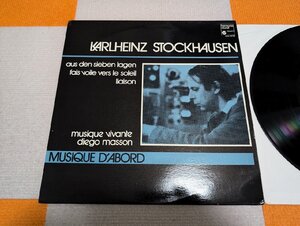 KARLHEINZ STOCKHAUSEN
aus den sieben tagen
fais voile vers le soleil
liaison
musique vivante
diego masson
MUSIQUE D'ABORD